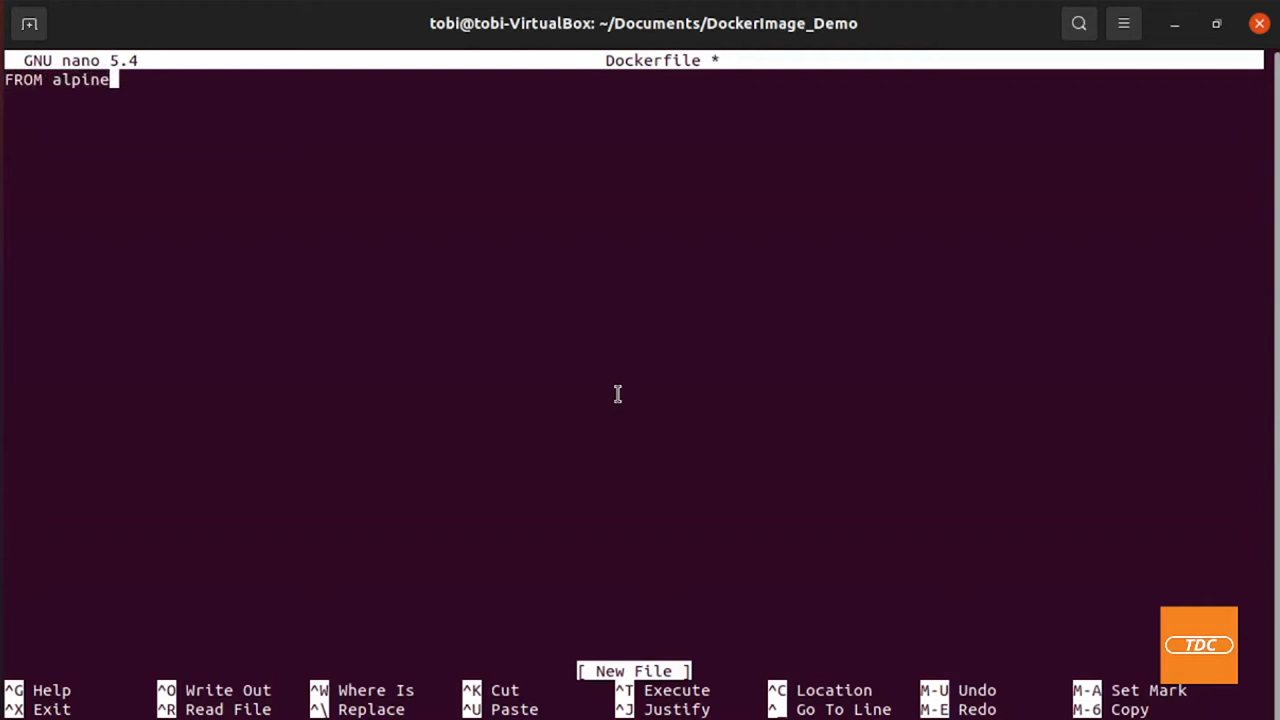 tobi@tobi-VirtualBox: ~/Documents/DockerImage_Demo
GNU nano 5.4 Dockerfile *
FROM alpine
[ New File ]
^G Help ^O Write Out ^W Where Is ^K Cut ^T Execute ^C Location M-U Undo M-A Set Mark
^X Exit ^R Read File ^\ Replace ^U Paste ^J Justify ^_ Go To Line M-E Redo M-6 Copy
TDC